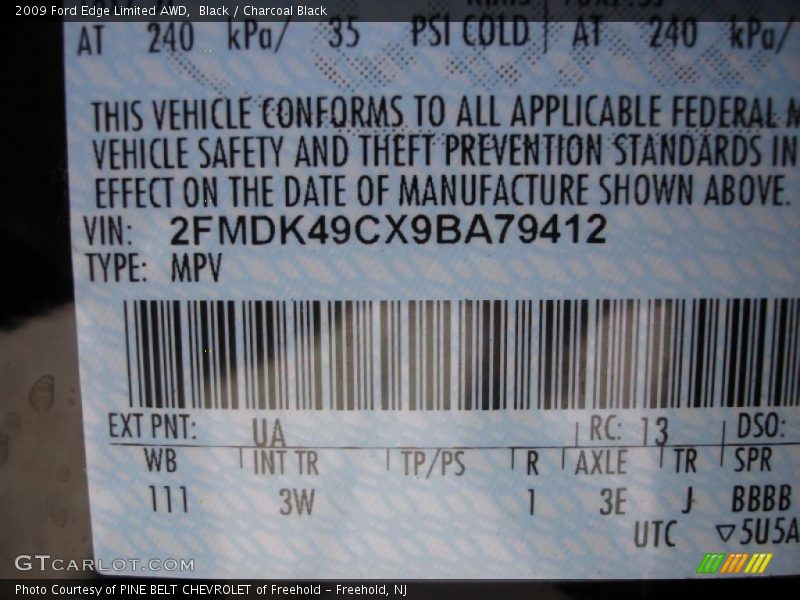 2009 Ford Edge Limited AWD, Black / Charcoal Black
AT 240 kPa/ 35 PSI COLD AT 240 kPa/
THIS VEHICLE CONFORMS TO ALL APPLICABLE FEDERAL M
VEHICLE SAFETY AND THEFT PREVENTION STANDARDS IN
EFFECT ON THE DATE OF MANUFACTURE SHOWN ABOVE.
VIN: 2FMDK49CX9BA79412
TYPE: MPV
EXT PNT: UA RC: 13 DSO:
WB INT TR TP/PS R AXLE TR SPR
111 3W 1 3E J BBBB
UTC ▽5U5A
GTCARLOT.COM
Photo Courtesy of PINE BELT CHEVROLET of Freehold – Freehold, NJ